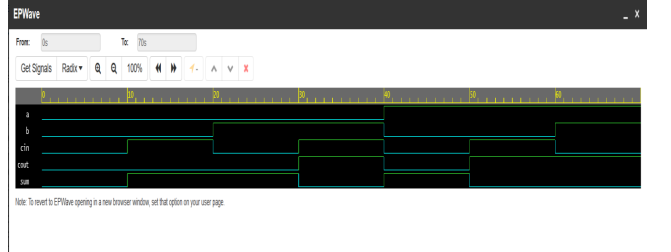 EPWave _ x
From: 0s To: 70s
Get Signals Radix▾ 100% x
0 10 20 30 40 50 60
a
b
cin
cout
sum
Note: To revert to EPWave opening in a new browser window, set that option on your user page.